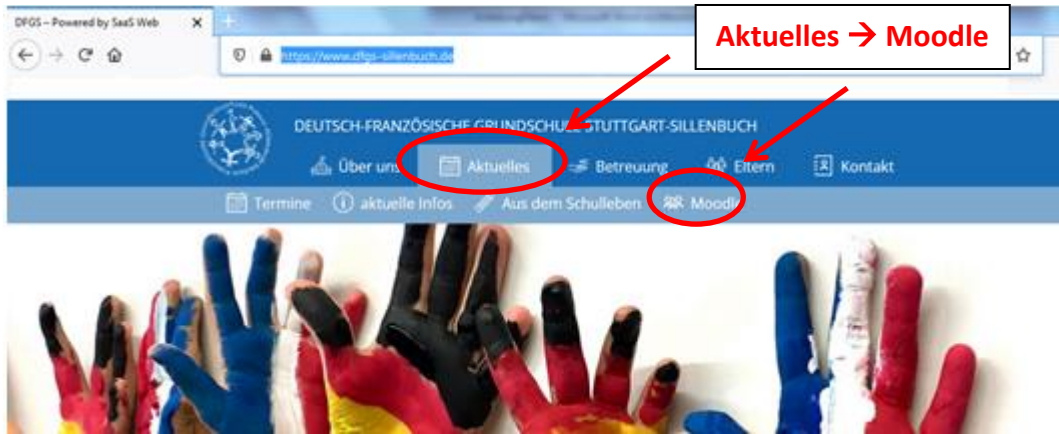 DFGS – Powered by SaaS Web
https://www.dfgs-sillenbuch.de
Aktuelles → Moodle
DEUTSCH-FRANZÖSISCHE GRUNDSCHULE STUTTGART-SILLENBUCH
Über uns Aktuelles Betreuung Eltern Kontakt
Termine aktuelle Infos Aus dem Schulleben Moodle